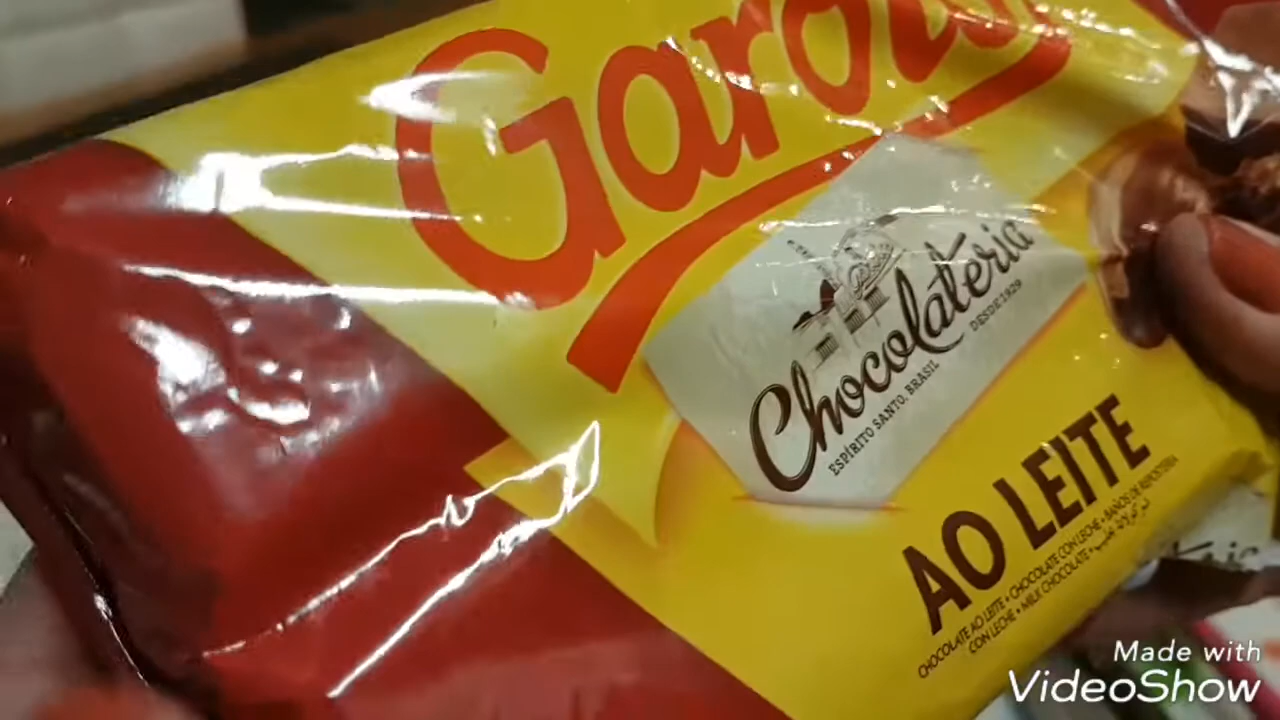 Garoto
Chocolateria
DESDE 1929
ESPÍRITO SANTO, BRASIL
AO LEITE
CHOCOLATE AO LEITE • CHOCOLATE CON LECHE • BAÑOS DE REPOSTERIA
CON LECHE • MILK CHOCOLATE •
Made with
VideoShow